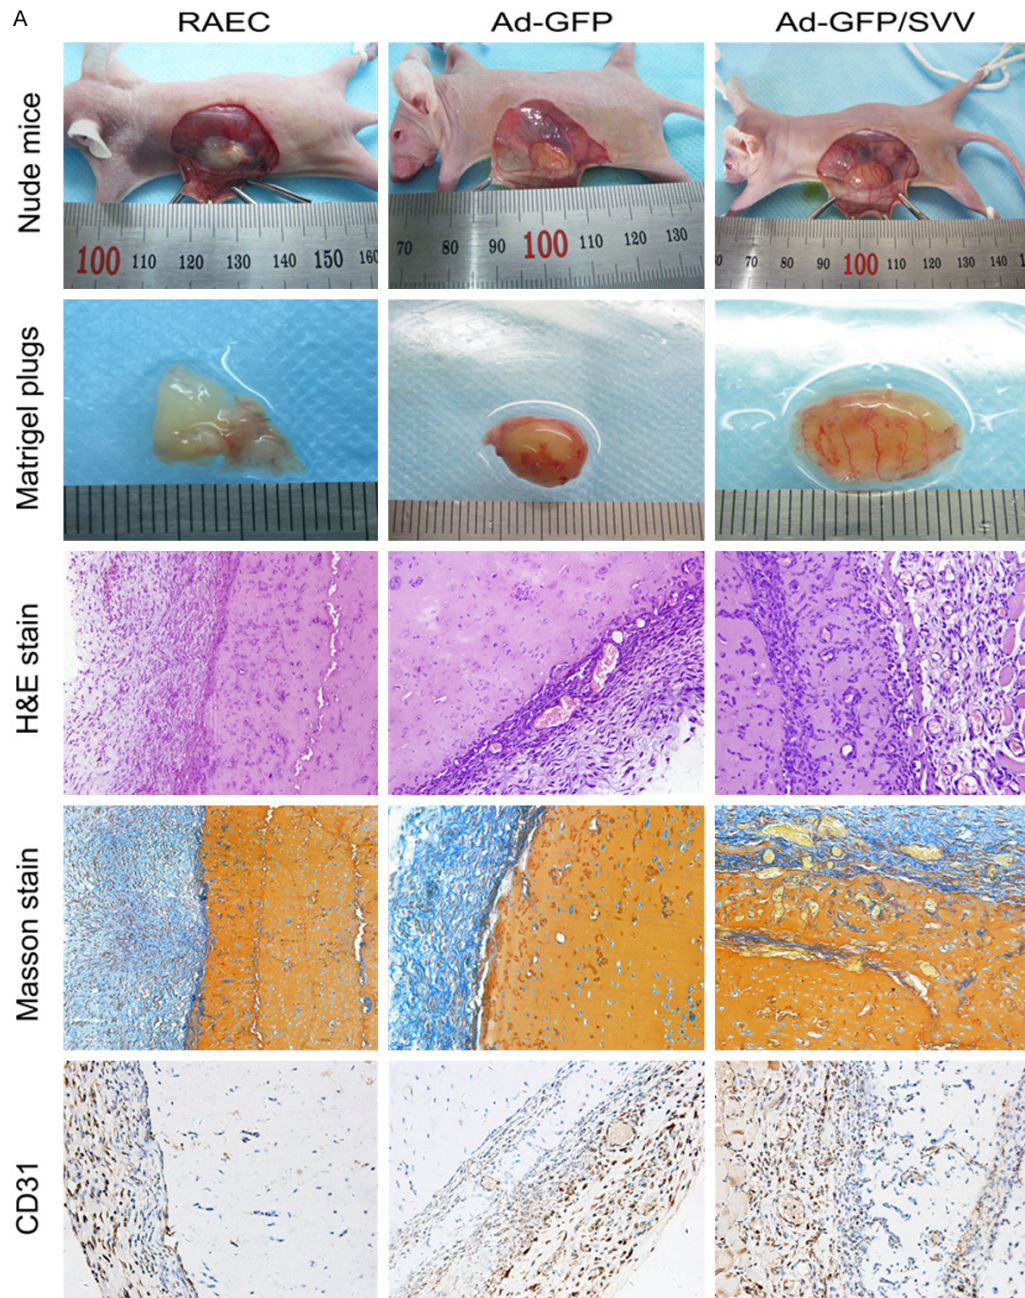 A
RAEC Ad-GFP Ad-GFP/SVV
Nude mice
100 110 120 130 140 150 160
70 80 90 100 110 120 130
70 80 90 100 110 120 130 140
Matrigel plugs
H&E stain
Masson stain
CD31